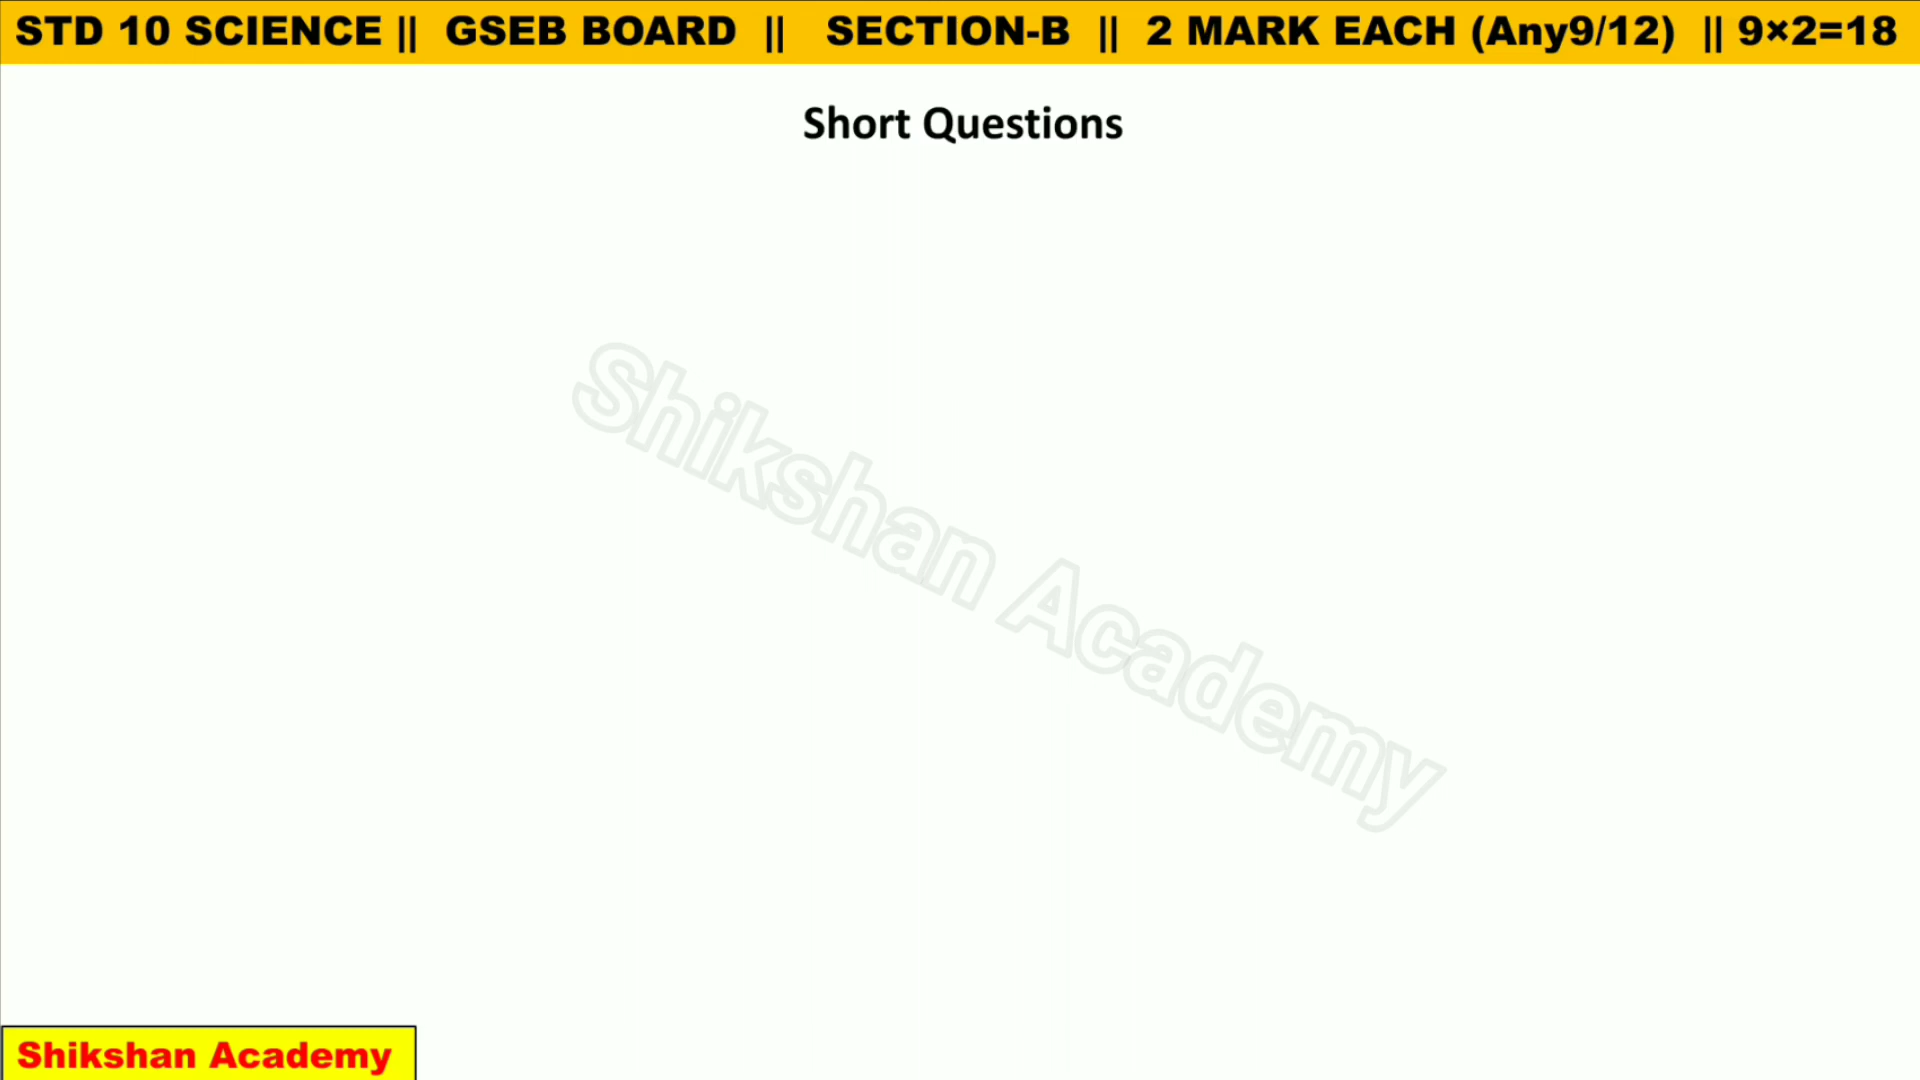 STD 10 SCIENCE || GSEB BOARD || SECTION-B || 2 MARK EACH (Any9/12) || 9×2=18
Short Questions
Shikshan Academy
Shikshan Academy